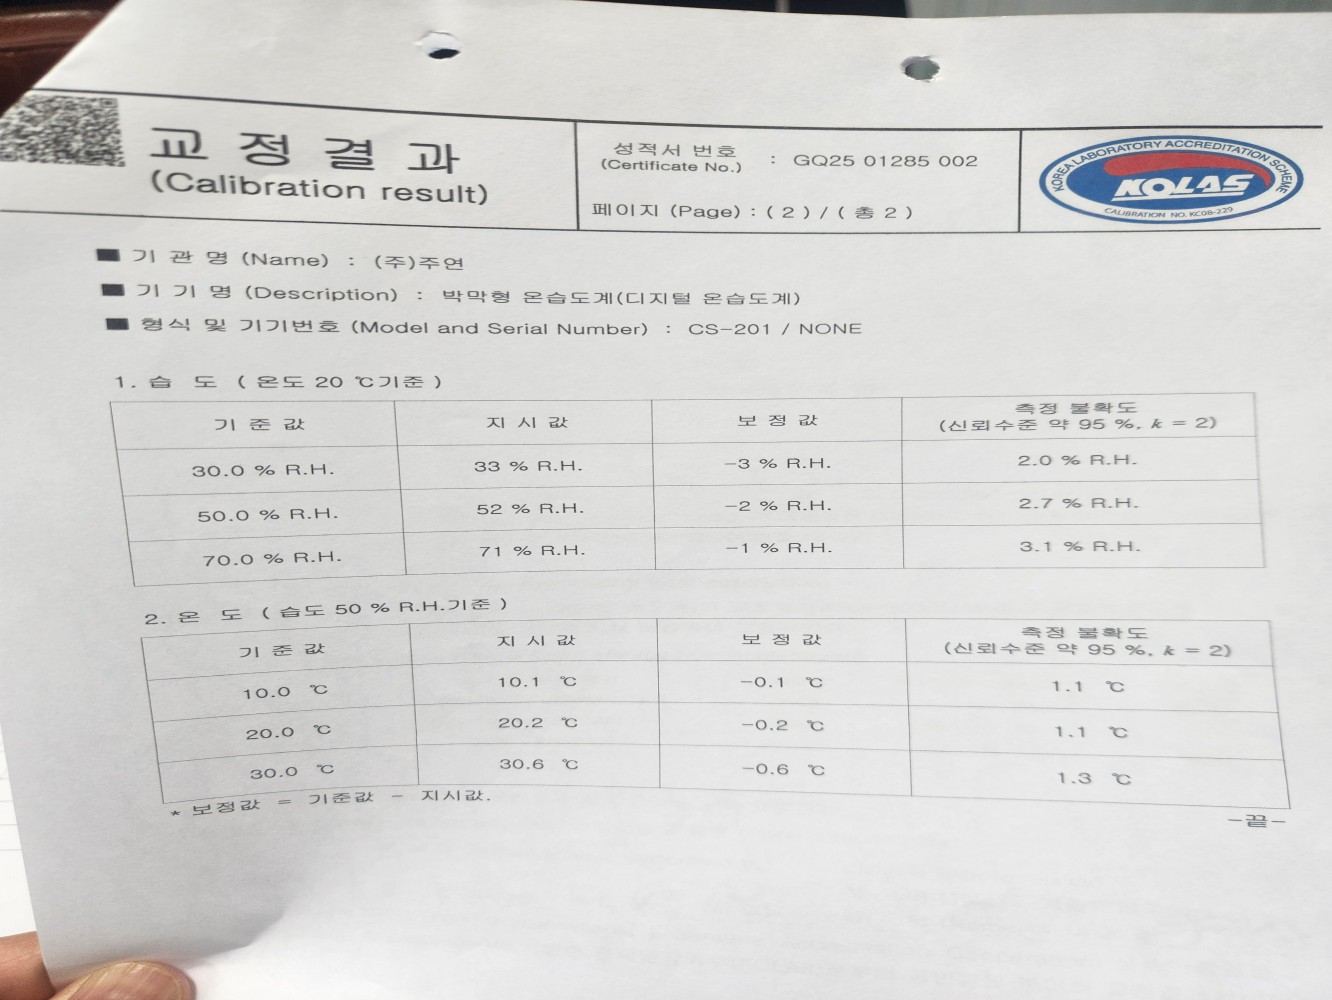 교 정 결 과
(Calibration result)
성적서 번호
(Certificate No.) : GQ25 01285 002
페이지 (Page) : ( 2 ) / ( 총 2 )
KOREA LABORATORY ACCREDITATION SCHEME
KOLAS
CALIBRATION NO. KC08-229
■ 기 관 명 (Name) : (주)주연
■ 기 기 명 (Description) : 박막형 온습도계(디지털 온습도계)
■ 형식 및 기기번호 (Model and Serial Number) : CS-201 / NONE
1. 습 도 ( 온도 20 ℃기준 )
기 준 값 지 시 값 보 정 값 측정 불확도
(신뢰수준 약 95 %, k = 2)
30.0 % R.H. 33 % R.H. -3 % R.H. 2.0 % R.H.
50.0 % R.H. 52 % R.H. -2 % R.H. 2.7 % R.H.
70.0 % R.H. 71 % R.H. -1 % R.H. 3.1 % R.H.
2. 온 도 ( 습도 50 % R.H.기준 )
기 준 값 지 시 값 보 정 값 측정 불확도
(신뢰수준 약 95 %, k = 2)
10.0 ℃ 10.1 ℃ -0.1 ℃ 1.1 ℃
20.0 ℃ 20.2 ℃ -0.2 ℃ 1.1 ℃
30.0 ℃ 30.6 ℃ -0.6 ℃ 1.3 ℃
* 보정값 = 기준값 - 지시값.
-끝-